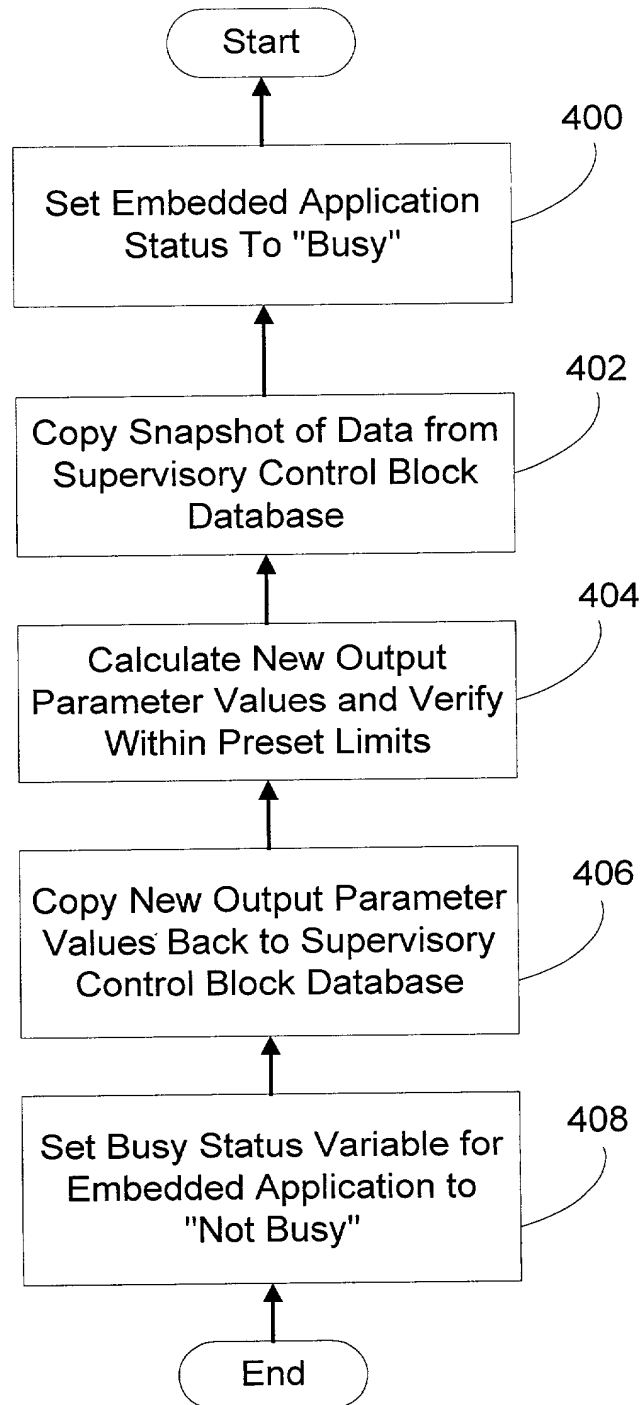 Start
400
Set Embedded Application
Status To "Busy"
402
Copy Snapshot of Data from
Supervisory Control Block
Database
404
Calculate New Output
Parameter Values and Verify
Within Preset Limits
406
Copy New Output Parameter
Values Back to Supervisory
Control Block Database
408
Set Busy Status Variable for
Embedded Application to
"Not Busy"
End